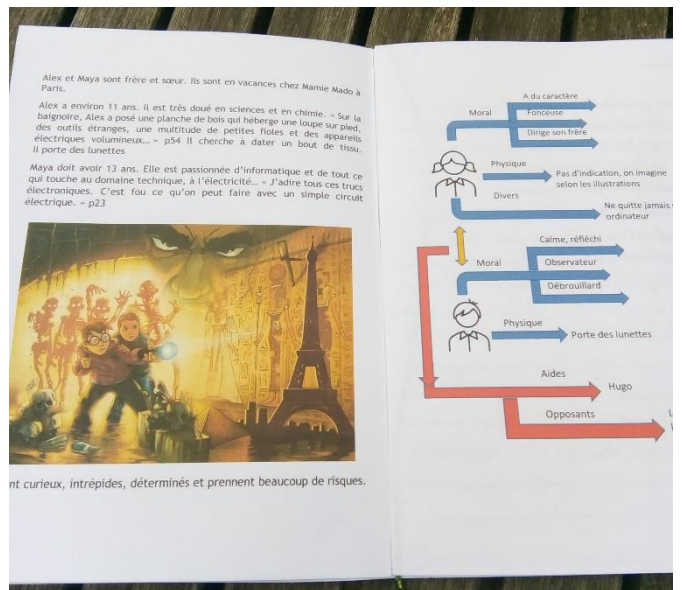 Alex et Maya sont frère et sœur. Ils sont en vacances chez Mamie Mado à
Paris.
Alex a environ 11 ans. Il est très doué en sciences et en chimie. « Sur la
baignoire, Alex a posé une planche de bois qui héberge une loupe sur pied,
des outils étranges, une multitude de petites fioles et des appareils
électriques volumineux... » p54 Il cherche à dater un bout de tissu.
Il porte des lunettes
Maya doit avoir 13 ans. Elle est passionnée d'informatique et de tout ce
qui touche au domaine technique, à l'électricité... « J'adire tous ces trucs
électroniques. C'est fou ce qu'on peut faire avec un simple circuit
électrique. » p23
nt curieux, intrépides, déterminés et prennent beaucoup de risques.
A du caractère
Moral
Fonceuse
Dirige son frère
Physique
Pas d'indication, on imagine
selon les illustrations
Divers
Ne quitte jamais
ordinateur
Calme, réfléchi
Moral
Observateur
Débrouillard
Physique
Porte des lunettes
Aides
Hugo
Opposants